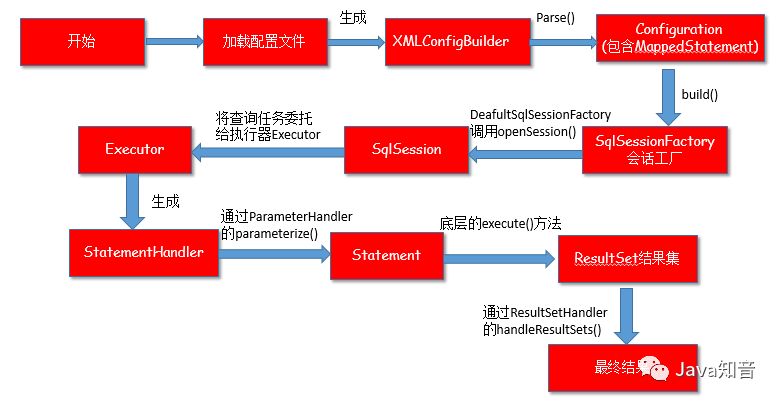 开始
加载配置文件
生成
XMLConfigBuilder
Parse()
Configuration
(包含MappedStatement)
build()
SqlSessionFactory
会话工厂
DeafultSqlSessionFactory
调用openSession()
SqlSession
将查询任务委托
给执行器Executor
Executor
生成
StatementHandler
通过ParameterHandler
的parameterize()
Statement
底层的execute()方法
ResultSet结果集
通过ResultSetHandler
的handleResultSets()
最终结果
Java知音